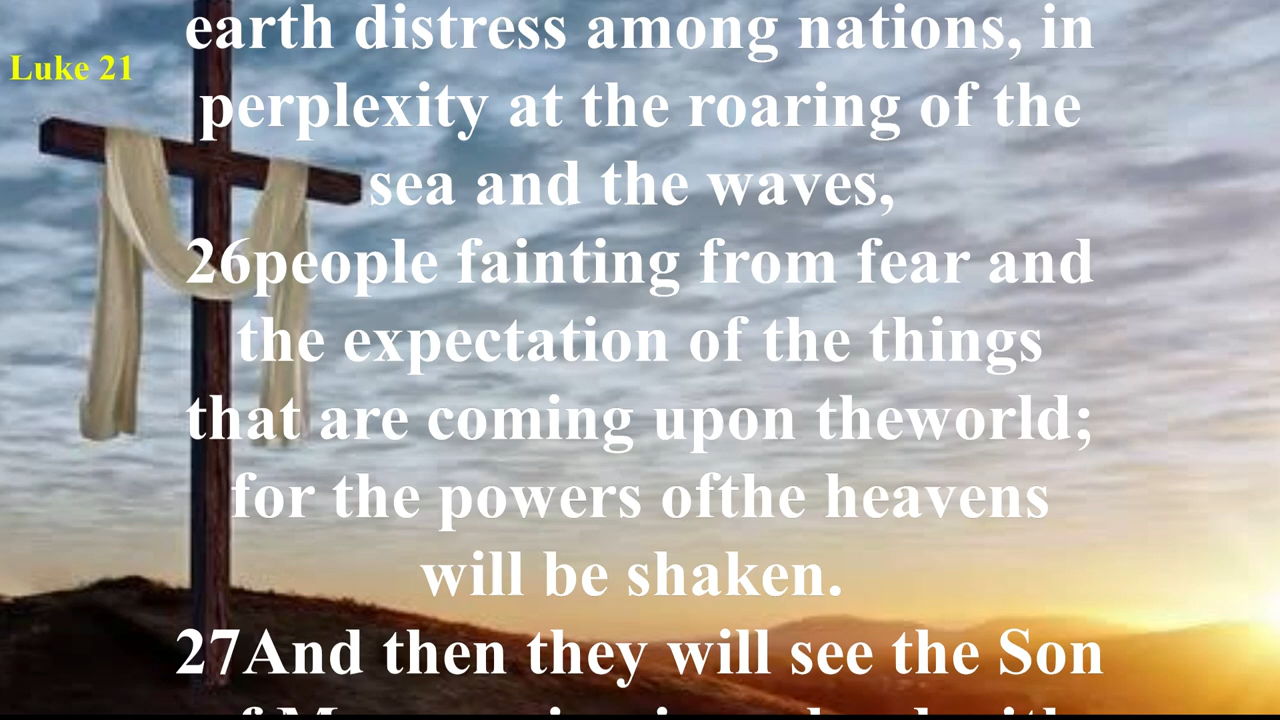 earth distress among nations, in
Luke 21
perplexity at the roaring of the
sea and the waves,
26people fainting from fear and
the expectation of the things
that are coming upon theworld;
for the powers ofthe heavens
will be shaken.
27And then they will see the Son